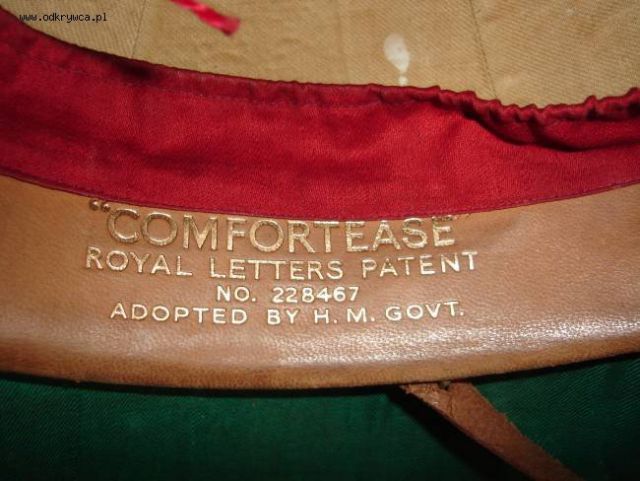 www.odkrywca.pl
"COMFORTEASE"
ROYAL LETTERS PATENT
NO. 228467
ADOPTED BY H. M. GOVT.